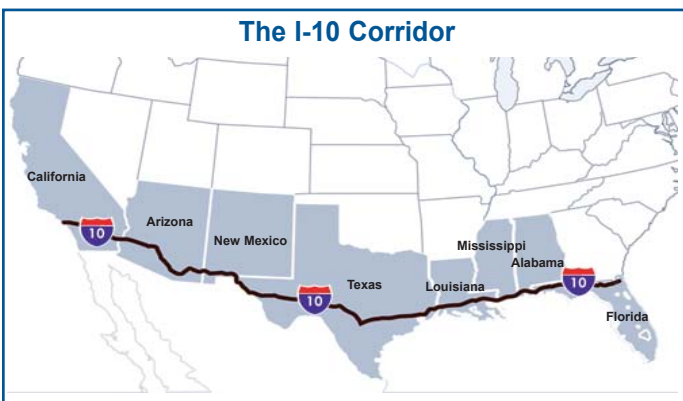 The I-10 Corridor
California
Arizona
New Mexico
Texas
Louisiana
Mississippi
Alabama
Florida
10
10
10